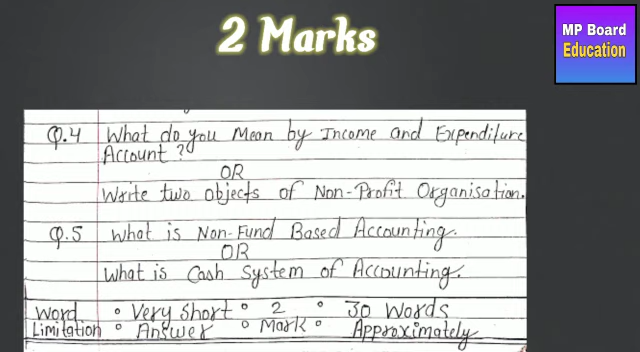 2 Marks
MP Board
Education
Q.4 What do you Mean by Income and Expenditure
Account ?
OR
Write two objects of Non-Profit Organisation.
Q.5 What is Non-Fund Based Accounting.
OR
What is Cash System of Accounting.
Word ∘ Very Short ∘ 2 ∘ 30 Words
Limitation ∘ Answer ∘ Mark ∘ Approximately